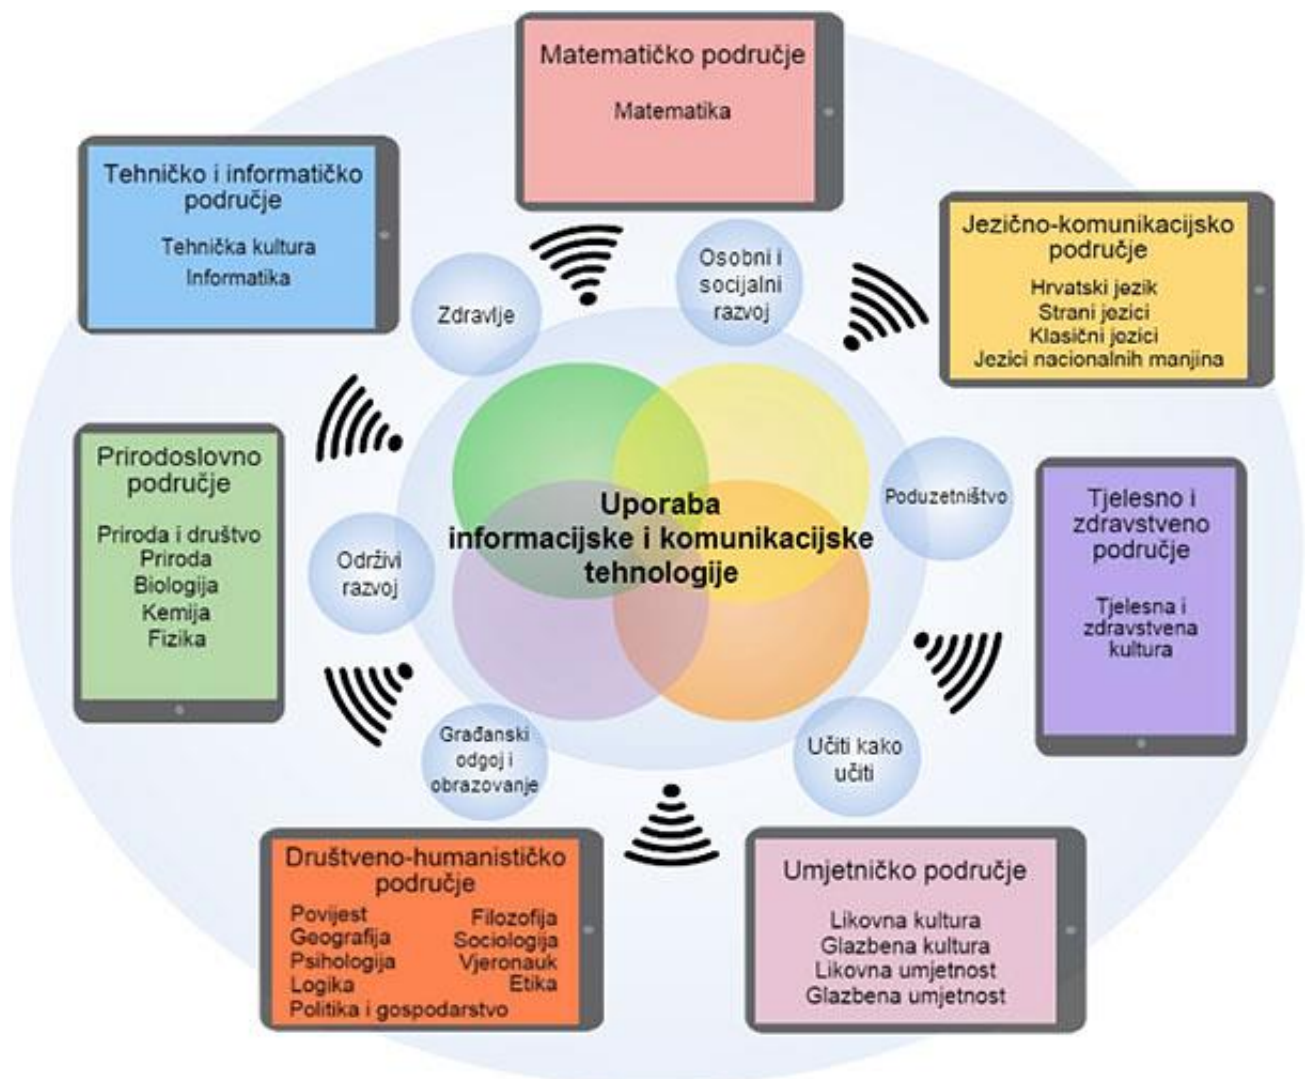 Matematičko područje
Matematika
Tehničko i informatičko
područje
Tehnička kultura
Informatika
Jezično-komunikacijsko
područje
Hrvatski jezik
Strani jezici
Klasični jezici
Jezici nacionalnih manjina
Zdravlje
Osobni i
socijalni
razvoj
Prirodoslovno
područje
Priroda i društvo
Priroda
Biologija
Kemija
Fizika
Održivi
razvoj
Uporaba
informacijske i komunikacijske
tehnologije
Poduzetništvo
Tjelesno i
zdravstveno
područje
Tjelesna i
zdravstvena
kultura
Građanski
odgoj i
obrazovanje
Učiti kako
učiti
Društveno-humanističko
područje
Povijest Filozofija
Geografija Sociologija
Psihologija Vjeronauk
Logika Etika
Politika i gospodarstvo
Umjetničko područje
Likovna kultura
Glazbena kultura
Likovna umjetnost
Glazbena umjetnost